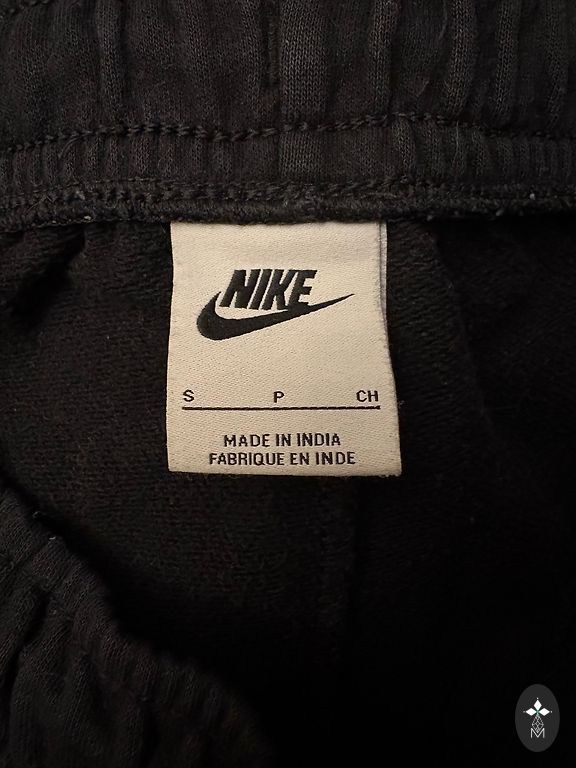 NIKE
S P CH
MADE IN INDIA
FABRIQUE EN INDE
M